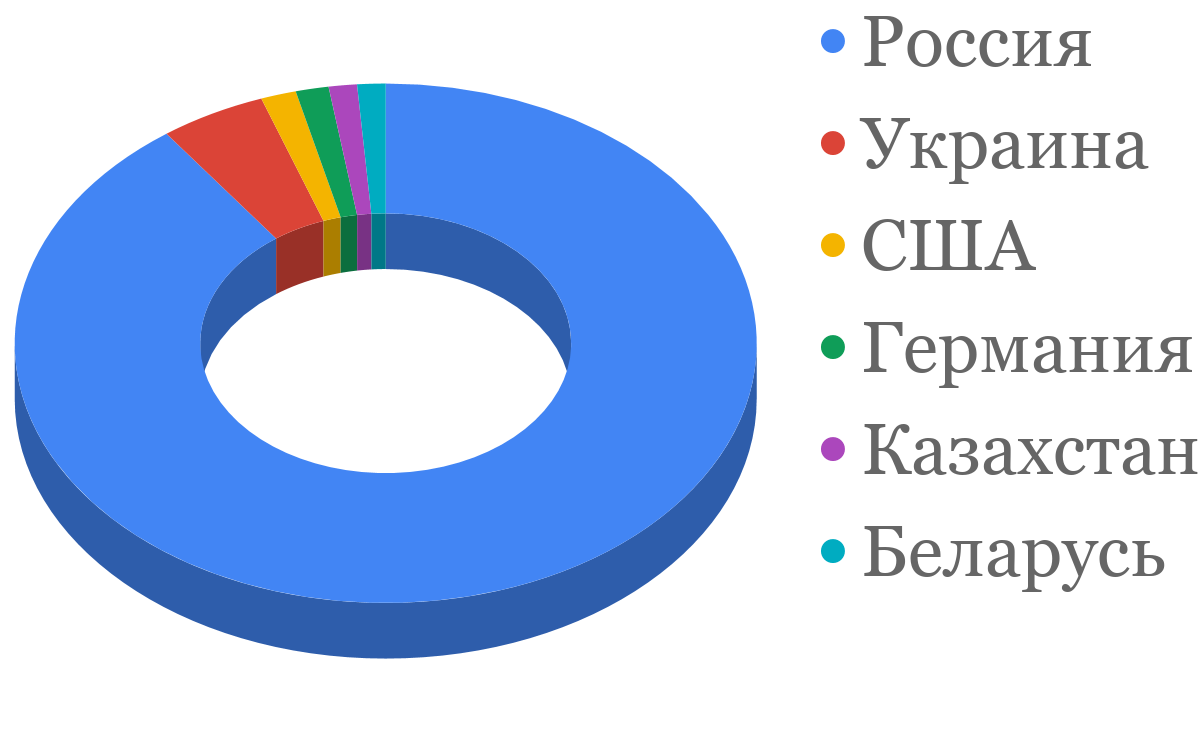 Россия
Украина
США
Германия
Казахстан
Беларусь